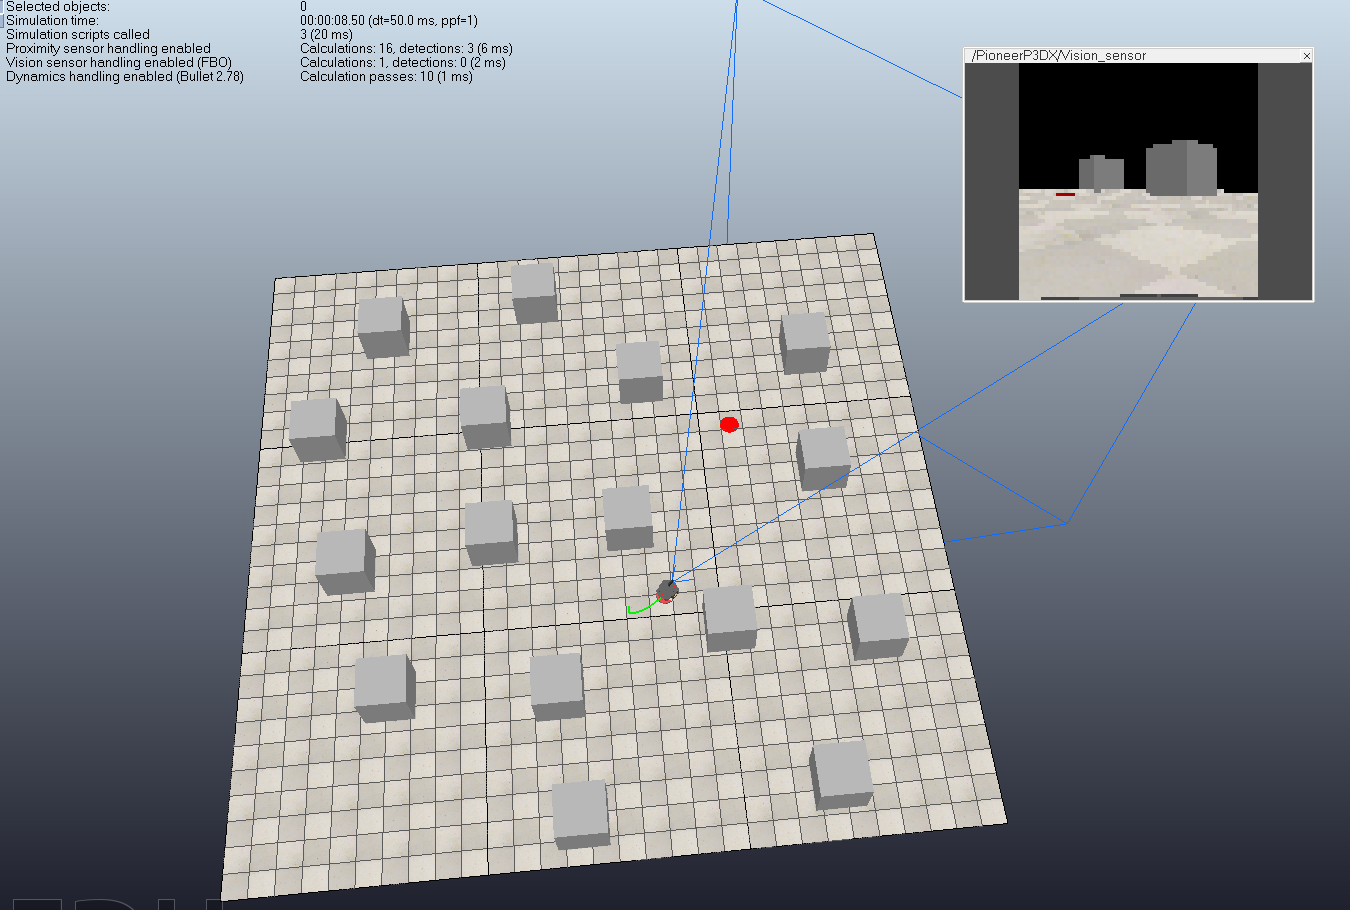 Selected objects: 0
Simulation time: 00:00:08.50 (dt=50.0 ms, ppf=1)
Simulation scripts called 3 (20 ms)
Proximity sensor handling enabled Calculations: 16, detections: 3 (6 ms)
Vision sensor handling enabled (FBO) Calculations: 1, detections: 0 (2 ms)
Dynamics handling enabled (Bullet 2.78) Calculation passes: 10 (1 ms)
/PioneerP3DX/Vision_sensor